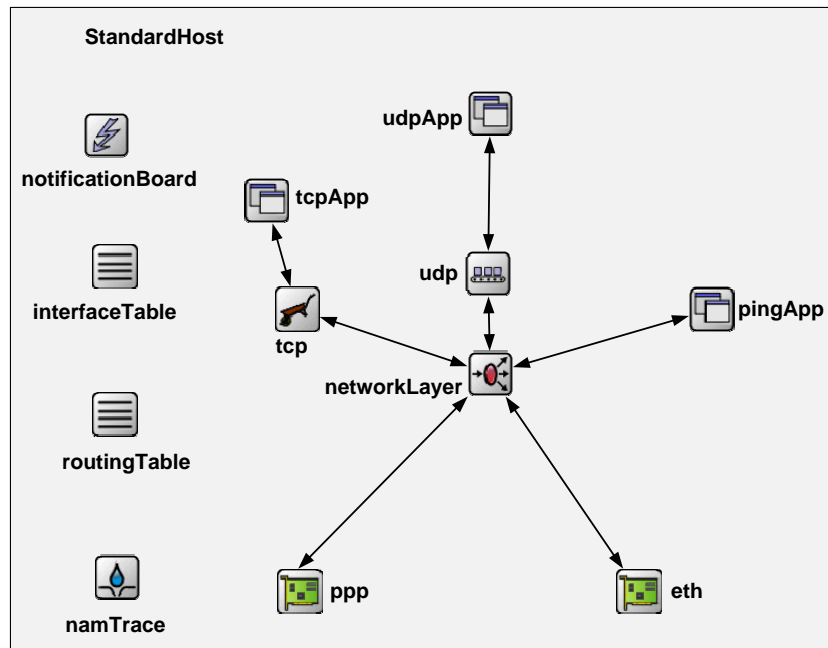 StandardHost
udpApp
notificationBoard
tcpApp
udp
interfaceTable
pingApp
tcp
networkLayer
routingTable
ppp
eth
namTrace